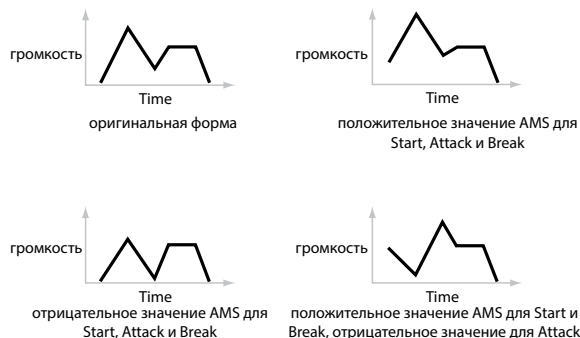 громкость
Time
оригинальная форма
громкость
Time
положительное значение AMS для
Start, Attack и Break
громкость
Time
отрицательное значение AMS для
Start, Attack и Break
громкость
Time
положительное значение AMS для Start и
Break, отрицательное значение для Attack